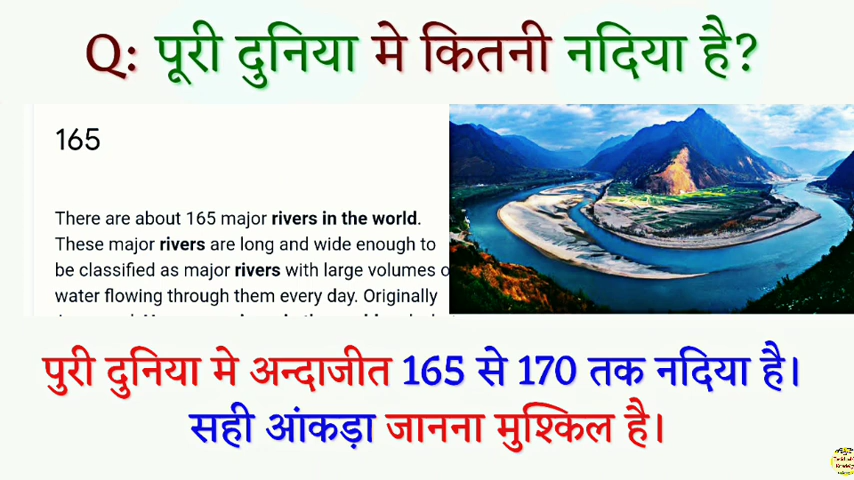 Q: पूरी दुनिया मे कितनी नदिया है?
165
There are about 165 major rivers in the world.
These major rivers are long and wide enough to
be classified as major rivers with large volumes o
water flowing through them every day. Originally
पुरी दुनिया मे अन्दाजीत 165 से 170 तक नदिया है।
सही आंकड़ा जानना मुश्किल है।